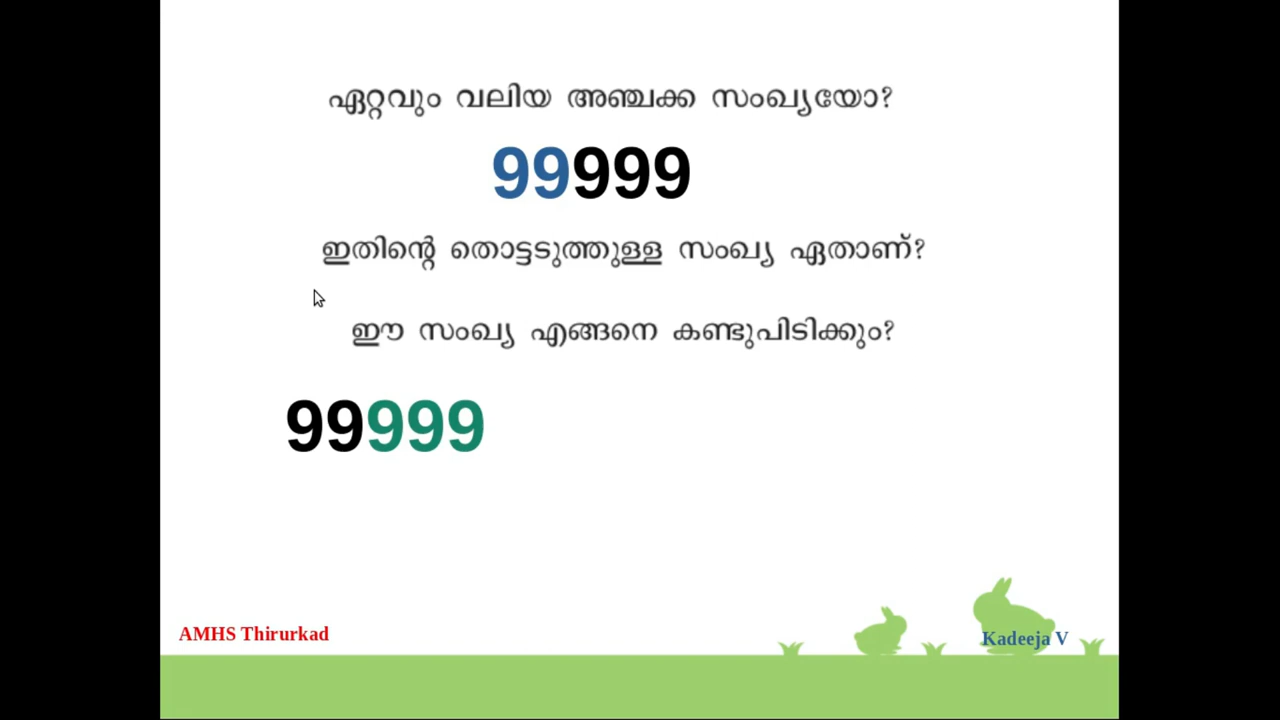 ഏറ്റവും വലിയ അഞ്ചക്ക സംഖ്യയോ?
99999
ഇതിന്റെ തൊട്ടടുത്തുള്ള സംഖ്യ ഏതാണ്?
ഈ സംഖ്യ എങ്ങനെ കണ്ടുപിടിക്കും?
99999
AMHS Thirurkad
Kadeeja V